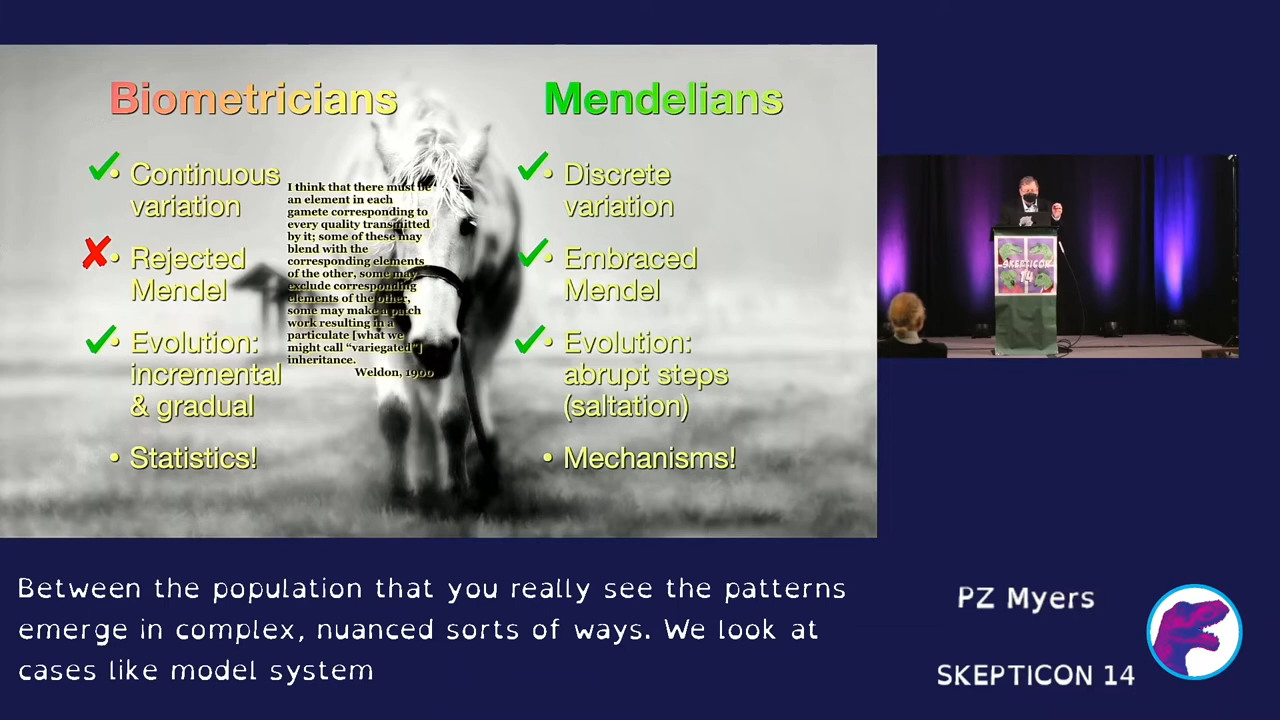 Biometricians
Continuous
variation
Rejected
Mendel
Evolution:
incremental
& gradual
Statistics!
I think that there must be
an element in each
gamete corresponding to
every quality transmitted
by it; some of these may
blend with the
corresponding elements
of the other, some may
exclude corresponding
elements of the other,
some may make a patch
work resulting in a
particulate [what we
might call “variegated”]
inheritance.
Weldon, 1900
Mendelians
Discrete
variation
Embraced
Mendel
Evolution:
abrupt steps
(saltation)
Mechanisms!
SKEPTICON
14
Between the population that you really see the patterns
emerge in complex, nuanced sorts of ways. We look at
cases like model system
PZ Myers
SKEPTICON 14